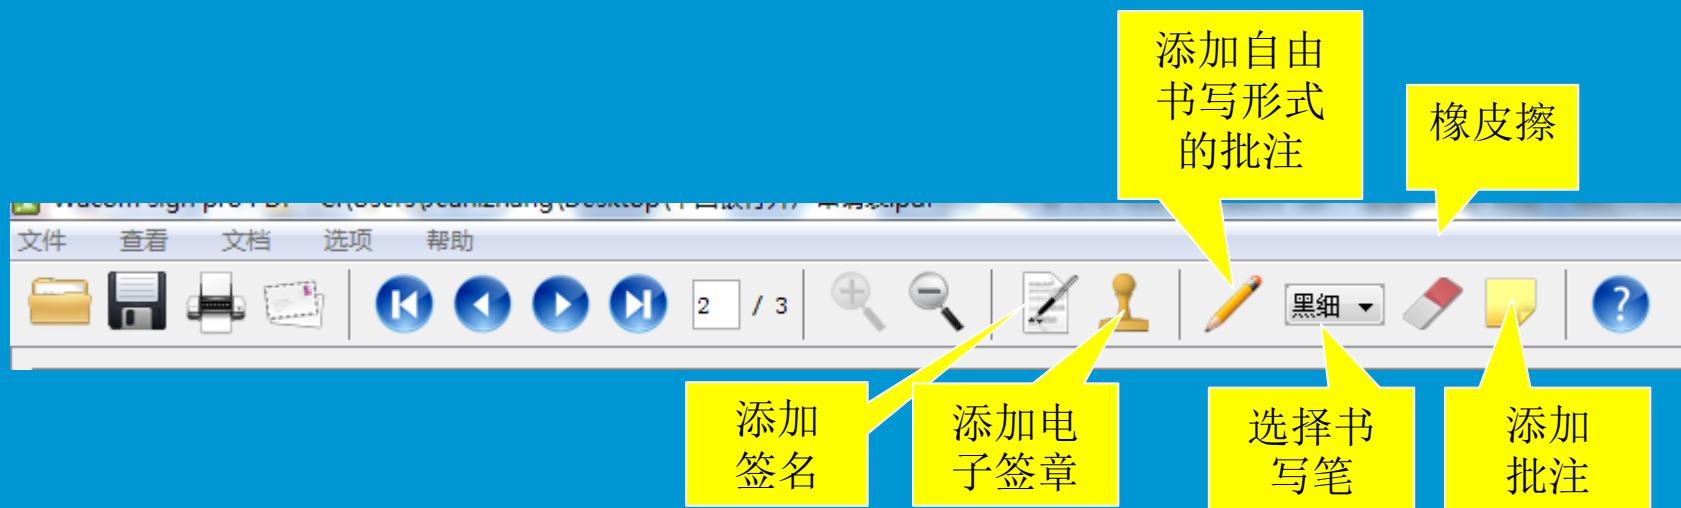 添加自由
书写形式
的批注
橡皮擦
文件 查看 文档 选项 帮助
2 / 3
黑细
?
添加
签名
添加电
子签章
选择书
写笔
添加
批注